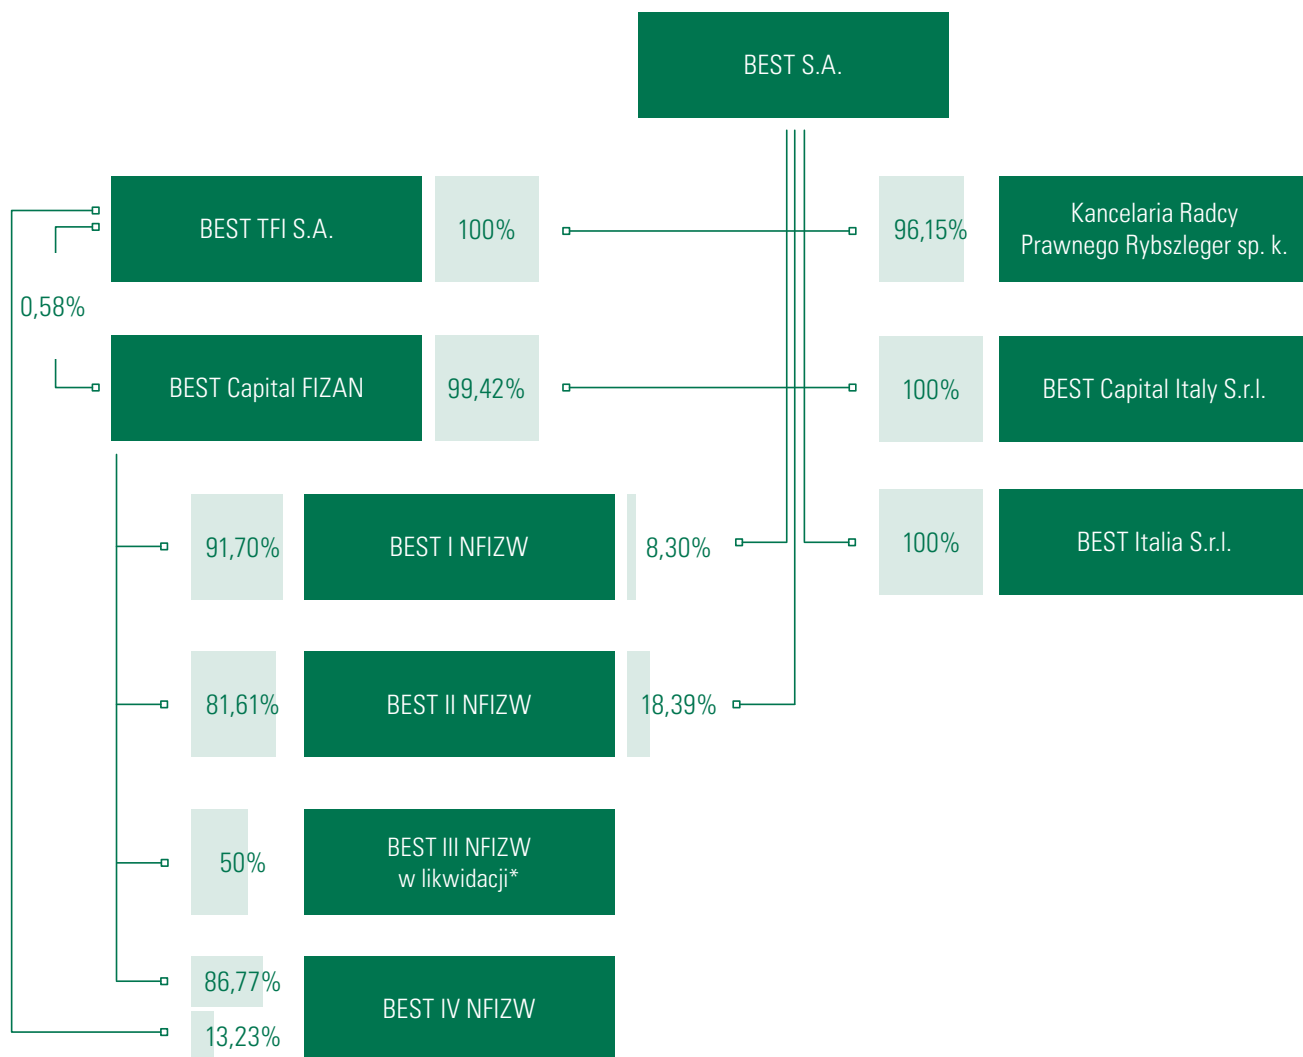 BEST S.A.
BEST TFI S.A.
100%
96,15%
Kancelaria Radcy
Prawnego Rybszleger sp. k.
0,58%
BEST Capital FIZAN
99,42%
100%
BEST Capital Italy S.r.l.
91,70%
BEST I NFIZW
8,30%
100%
BEST Italia S.r.l.
81,61%
BEST II NFIZW
18,39%
50%
BEST III NFIZW
w likwidacji*
86,77%
BEST IV NFIZW
13,23%